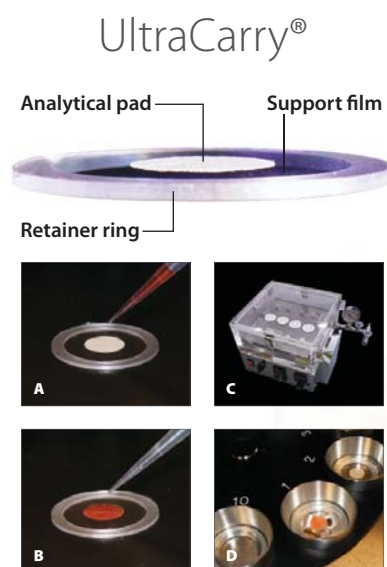 UltraCarry®
Analytical pad
Support film
Retainer ring
A
C
B
D
10
1
2
3